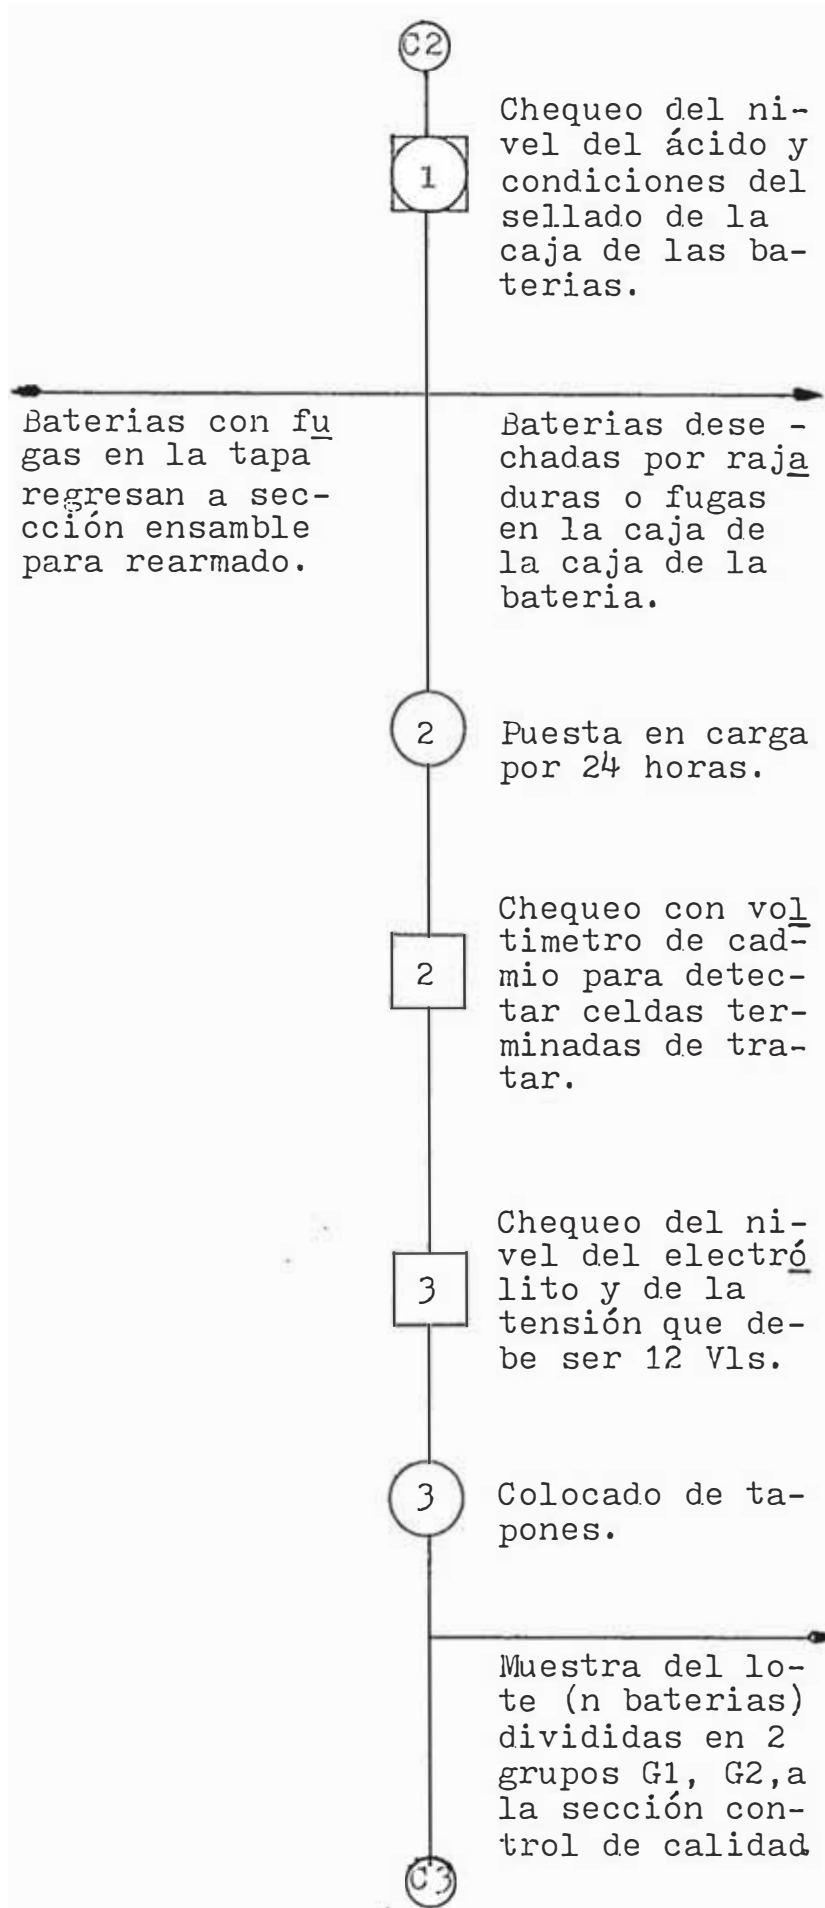 C2
Chequeo del ni-
vel del ácido y
1
condiciones del
sellado de la
caja de las ba-
terias.
Baterias con fu
gas en la tapa
regresan a sec-
cción ensamble
para rearmado.
Baterias dese -
chadas por raja
duras o fugas
en la caja de
la caja de la
bateria.
2
Puesta en carga
por 24 horas.
Chequeo con vol
timetro de cad-
2
mio para detec-
tar celdas ter-
minadas de tra-
tar.
Chequeo del ni-
vel del electró
3
lito y de la
tensión que de-
be ser 12 Vls.
3
Colocado de ta-
pones.
Muestra del lo-
te (n baterias)
divididas en 2
grupos G1, G2,a
la sección con-
trol de calidad.
C3